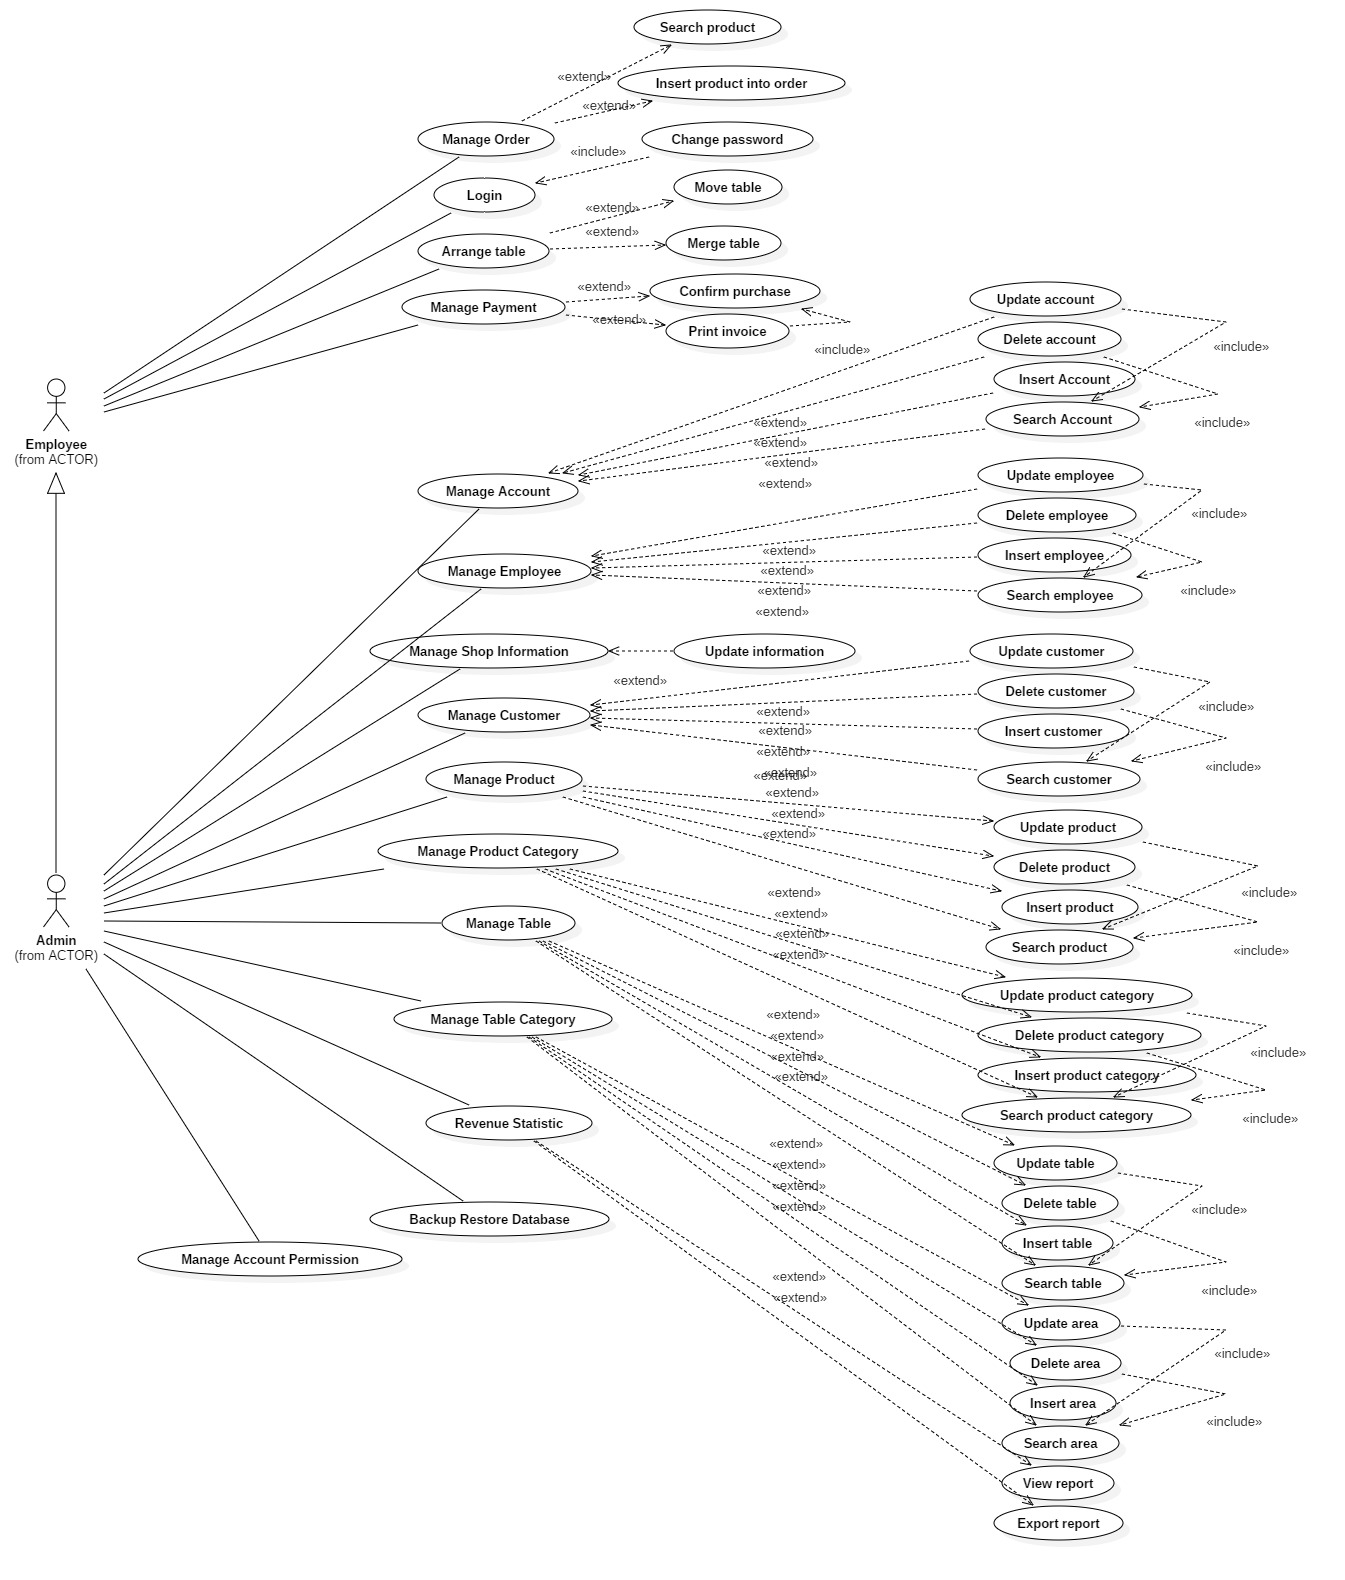 Search product
«extend»
Insert product into order
«extend»
Manage Order
Change password
«include»
Login
Move table
«extend»
«extend»
Arrange table
Merge table
«extend»
Confirm purchase
Manage Payment
«extend»
Print invoice
«include»
Update account
Delete account
«include»
Insert Account
Search Account
«include»
«extend»
«extend»
«extend»
«extend»
Employee
(from ACTOR)
Manage Account
Update employee
Delete employee
«include»
Insert employee
Search employee
«include»
«extend»
«extend»
«extend»
«extend»
Manage Employee
Manage Shop Information
Update information
«extend»
Update customer
Delete customer
«include»
Insert customer
Search customer
«include»
Manage Customer
«extend»
«extend»
«extend»
«extend»
«extend»
«extend»
«extend»
«extend»
Manage Product
Update product
Delete product
«include»
Insert product
Search product
«include»
Manage Product Category
«extend»
«extend»
«extend»
«extend»
Manage Table
Admin
(from ACTOR)
Update product category
Delete product category
«include»
Insert product category
Search product category
«include»
«extend»
«extend»
«extend»
«extend»
Manage Table Category
Update table
Delete table
«include»
Insert table
Search table
«include»
«extend»
«extend»
«extend»
«extend»
Revenue Statistic
Backup Restore Database
Manage Account Permission
«extend»
«extend»
Update area
Delete area
«include»
Insert area
Search area
«include»
View report
Export report